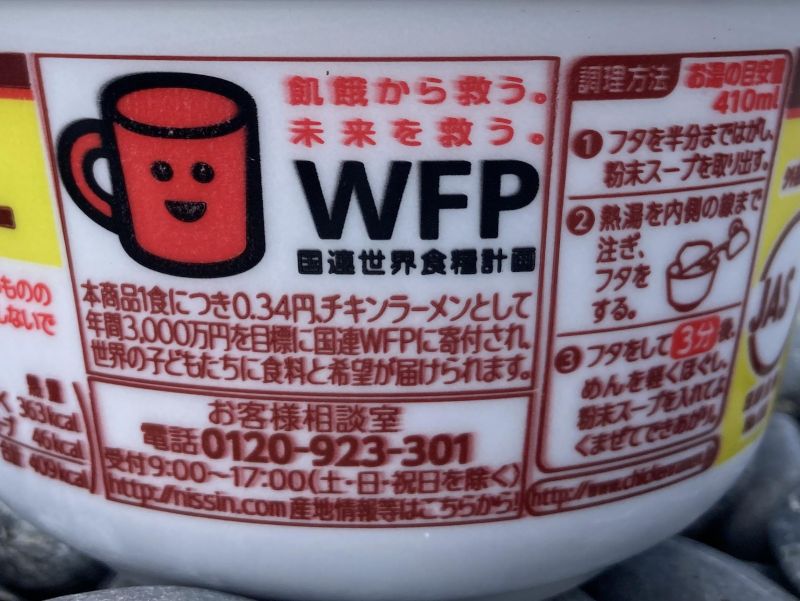 飢餓から救う。
未来を救う。
WFP
国連世界食糧計画
本商品1食につき0.34円、チキンラーメンとして
年間3,000万円を目標に国連WFPに寄付され、
世界の子どもたちに食料と希望が届けられます。
お客様相談室
電話0120-923-301
受付9:00〜17:00(土・日・祝日を除く)
http://nissin.com 産地情報等はこちらから!
調理方法 お湯の目安量
410ml
1 フタを半分まではがし、
粉末スープを取り出す。
2 熱湯を内側の線まで
注ぎ、
フタを
する。
3 フタをして3分後、
めんを軽くほぐし、
粉末スープを入れてよ
くまぜてできあがり。
ものの
しないで
熱量
363kcal
46kcal
409kcal
JAS